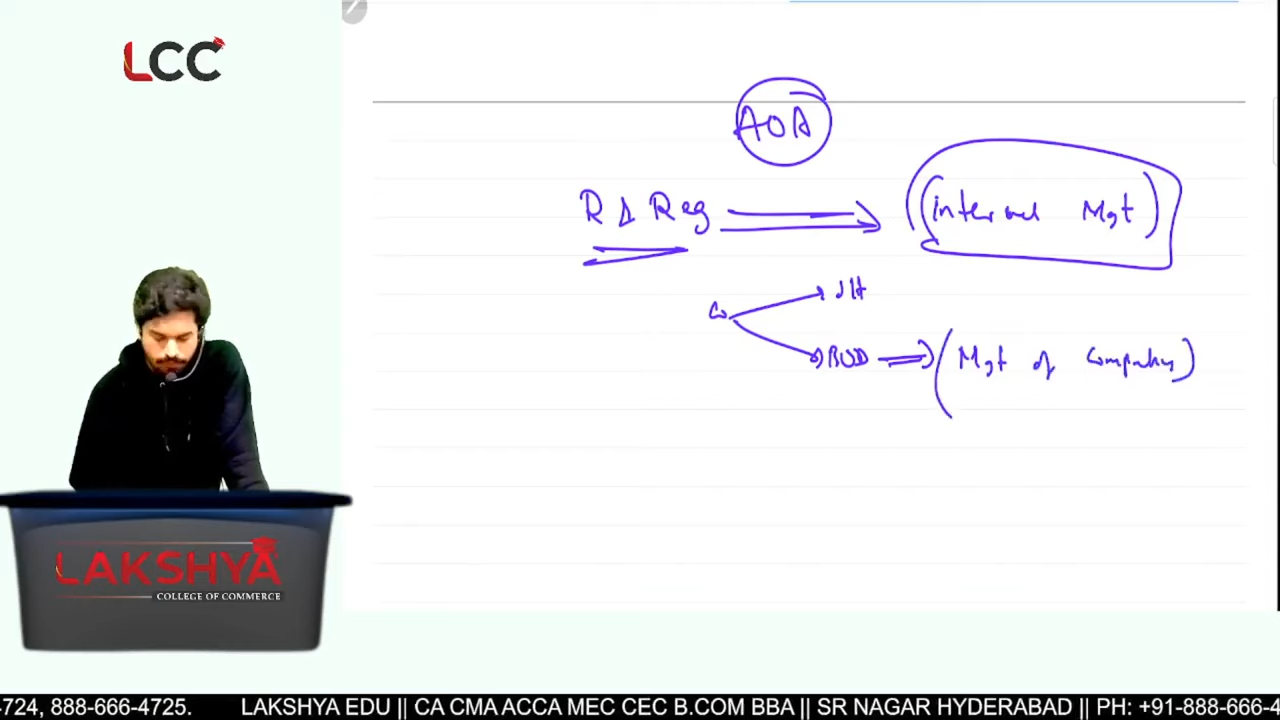 LCC
AOA
R & Reg (internal Mgt)
Co SH
BOD (Mgt of Company)
LAKSHYA
COLLEGE OF COMMERCE
4724, 888-666-4725. LAKSHYA EDU || CA CMA ACCA MEC CEC B.COM BBA || SR NAGAR HYDERABAD || PH: +91-888-666-4